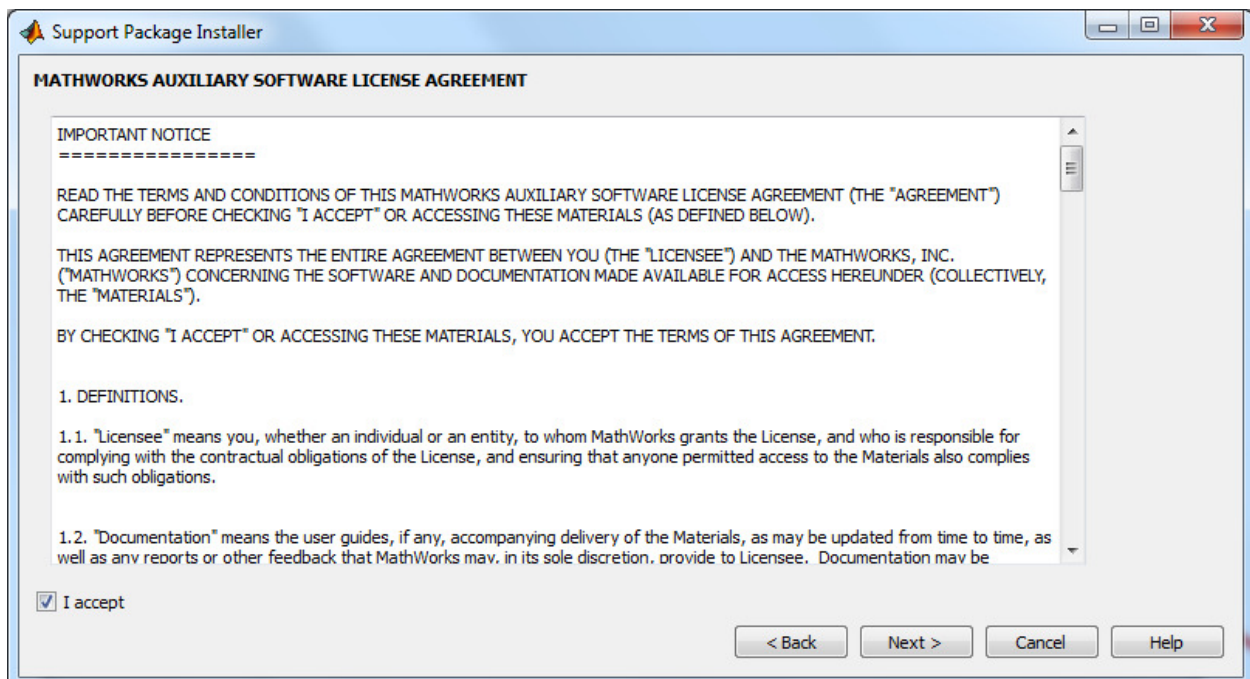 Support Package Installer
MATHWORKS AUXILIARY SOFTWARE LICENSE AGREEMENT
IMPORTANT NOTICE
================
READ THE TERMS AND CONDITIONS OF THIS MATHWORKS AUXILIARY SOFTWARE LICENSE AGREEMENT (THE "AGREEMENT")
CAREFULLY BEFORE CHECKING "I ACCEPT" OR ACCESSING THESE MATERIALS (AS DEFINED BELOW).
THIS AGREEMENT REPRESENTS THE ENTIRE AGREEMENT BETWEEN YOU (THE "LICENSEE") AND THE MATHWORKS, INC.
("MATHWORKS") CONCERNING THE SOFTWARE AND DOCUMENTATION MADE AVAILABLE FOR ACCESS HEREUNDER (COLLECTIVELY,
THE "MATERIALS").
BY CHECKING "I ACCEPT" OR ACCESSING THESE MATERIALS, YOU ACCEPT THE TERMS OF THIS AGREEMENT.
1. DEFINITIONS.
1.1. "Licensee" means you, whether an individual or an entity, to whom MathWorks grants the License, and who is responsible for
complying with the contractual obligations of the License, and ensuring that anyone permitted access to the Materials also complies
with such obligations.
1.2. "Documentation" means the user guides, if any, accompanying delivery of the Materials, as may be updated from time to time, as
well as any reports or other feedback that MathWorks may, in its sole discretion, provide to Licensee. Documentation may be
I accept
< Back
Next >
Cancel
Help